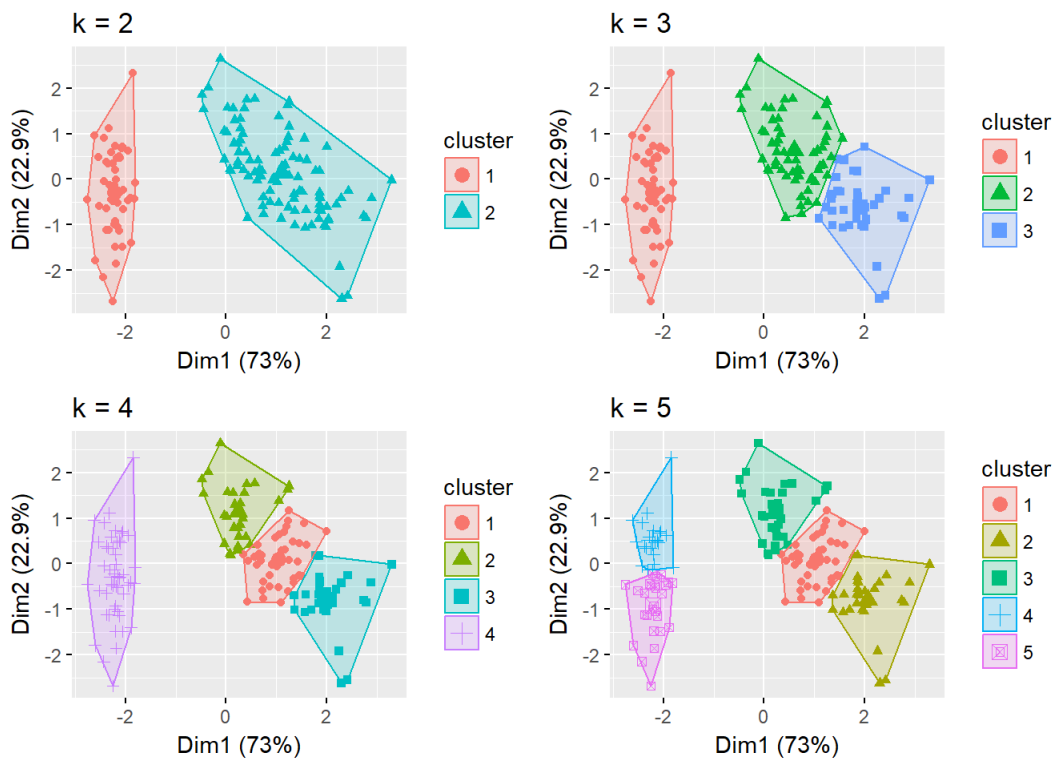 k = 2
Dim2 (22.9%)
2
1
0
-1
-2
-2
0
2
Dim1 (73%)
cluster
1
2
k = 3
Dim2 (22.9%)
2
1
0
-1
-2
-2
0
2
Dim1 (73%)
cluster
1
2
3
k = 4
Dim2 (22.9%)
2
1
0
-1
-2
-2
0
2
Dim1 (73%)
cluster
1
2
3
4
k = 5
Dim2 (22.9%)
2
1
0
-1
-2
-2
0
2
Dim1 (73%)
cluster
1
2
3
4
5